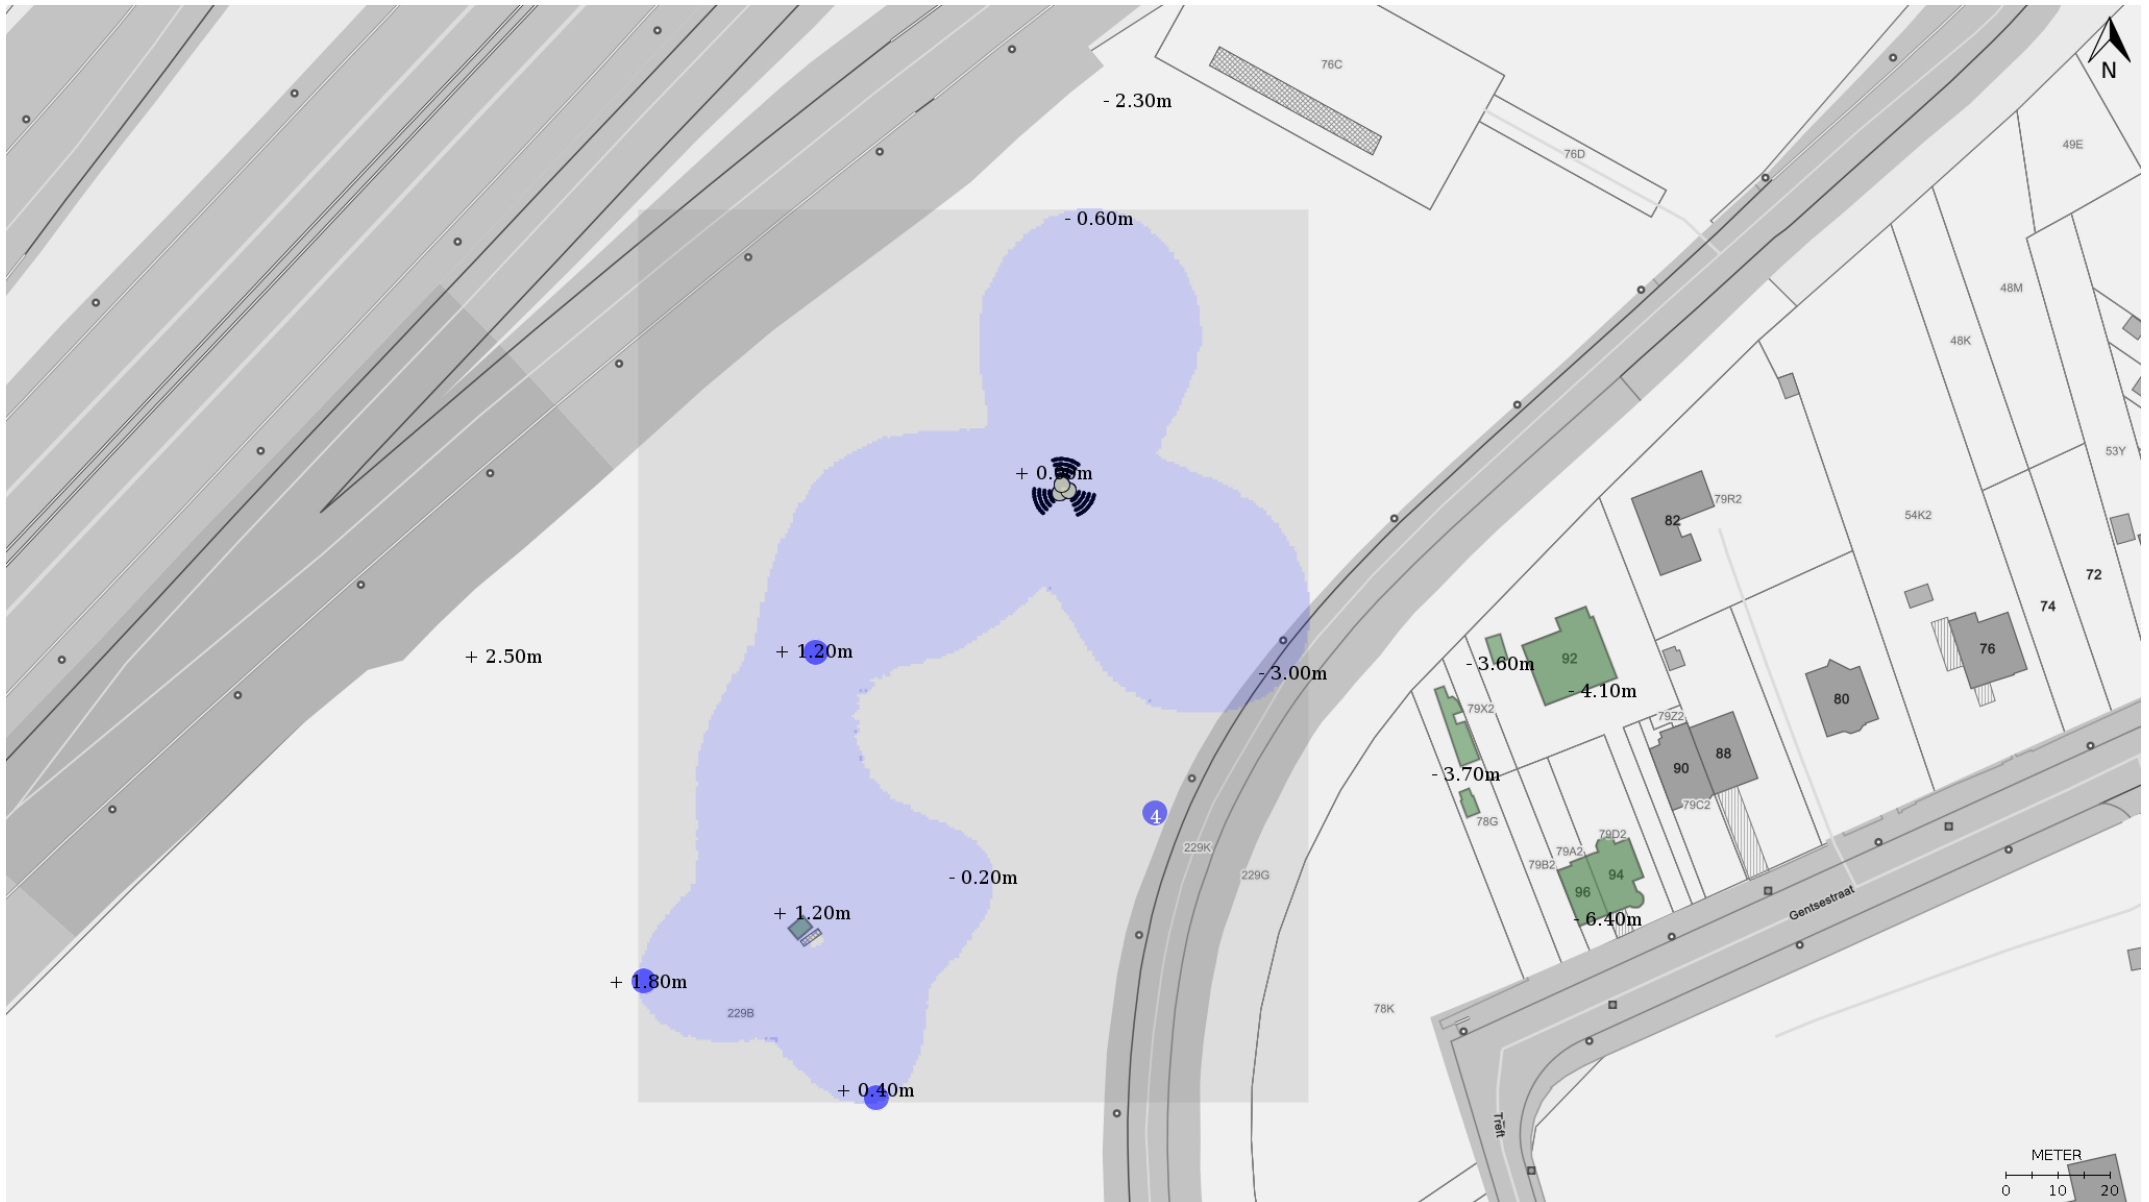 76C
N
- 2.30m
76D
49E
- 0.60m
48M
48K
53Y
+ 0.00m
79R2
82
54K2
72
74
+ 1.20m
+ 2.50m
92
- 3.60m
- 3.00m
- 4.10m
76
80
79X2
79Z2
88
90
- 3.70m
79C2
4
78G
79D2
229K
79A2
79B2
229G
94
96
- 0.20m
Gentsestraat
+ 1.20m
- 6.40m
+ 1.80m
229B
78K
+ 0.40m
Treft
METER
0 10 20